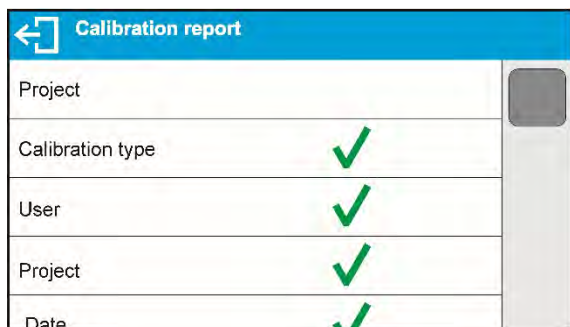 Calibration report
Project
Calibration type
User
Project
Date